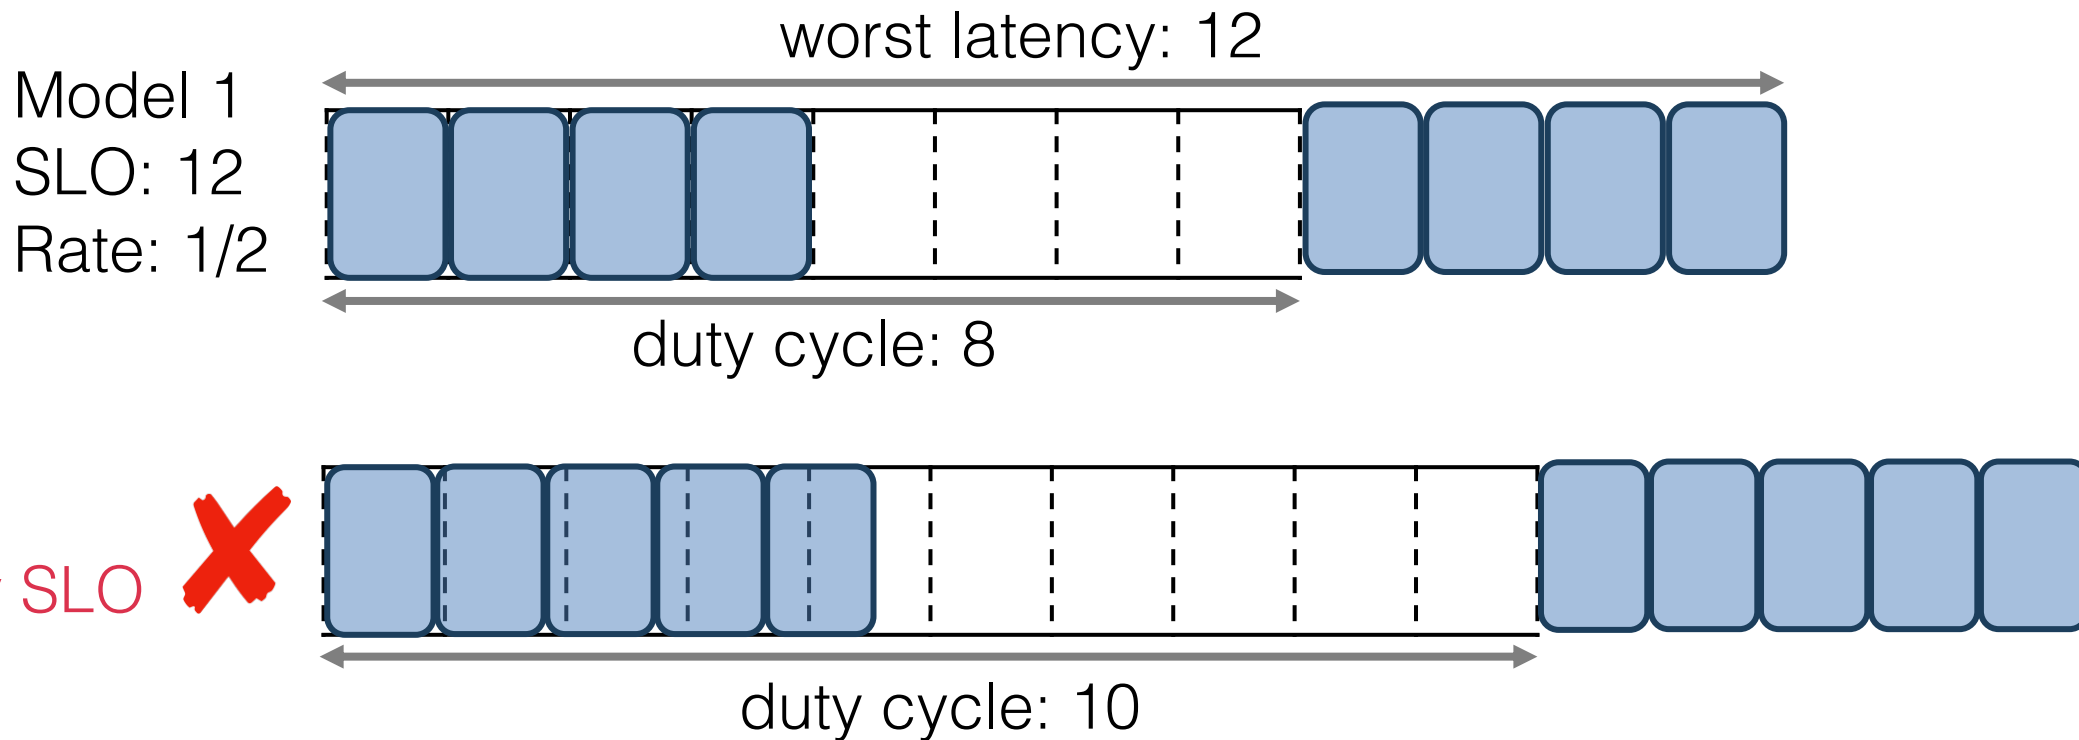 worst latency: 12
Model 1
SLO: 12
Rate: 1/2
duty cycle: 8
SLO
duty cycle: 10